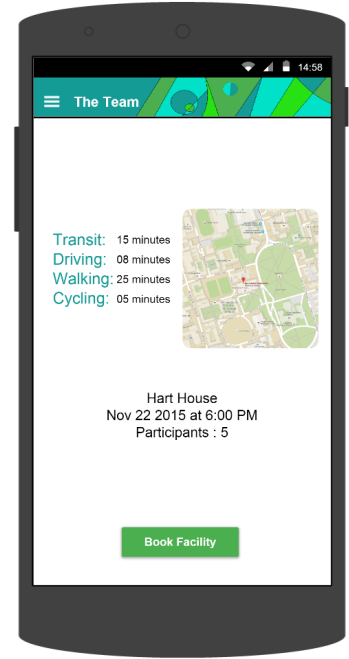 14:58
The Team
Transit: 15 minutes
Driving: 08 minutes
Walking: 25 minutes
Cycling: 05 minutes
Hart House
Nov 22 2015 at 6:00 PM
Participants : 5
Book Facility